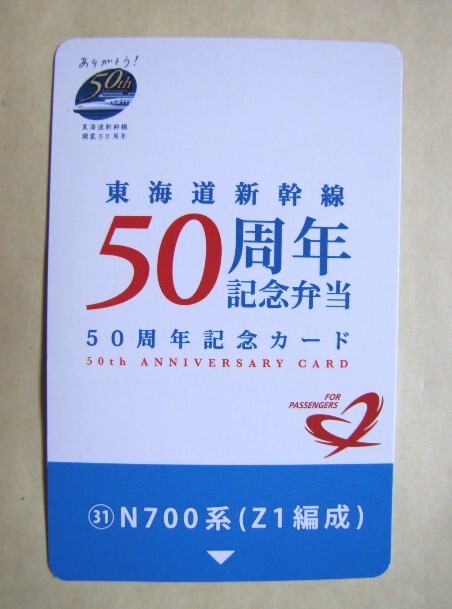 ありがとう!
50th
東海道新幹線
開業50周年
東海道新幹線
50周年
記念弁当
50周年記念カード
50th ANNIVERSARY CARD
FOR
PASSENGERS
㉛N700系(Z1編成)